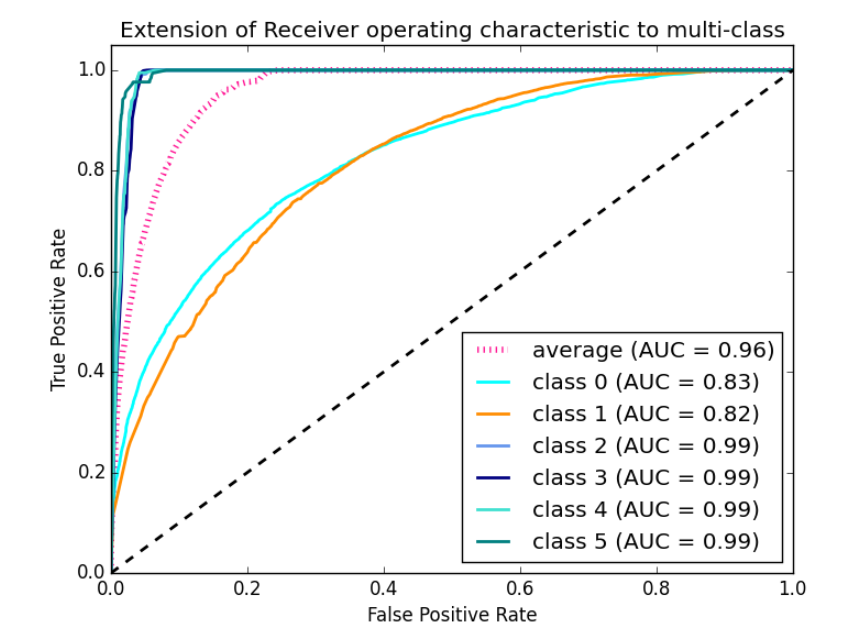 Extension of Receiver operating characteristic to multi-class
1.0
0.8
0.6
0.4
0.2
0.0
True Positive Rate
average (AUC = 0.96)
class 0 (AUC = 0.83)
class 1 (AUC = 0.82)
class 2 (AUC = 0.99)
class 3 (AUC = 0.99)
class 4 (AUC = 0.99)
class 5 (AUC = 0.99)
0.0 0.2 0.4 0.6 0.8 1.0
False Positive Rate